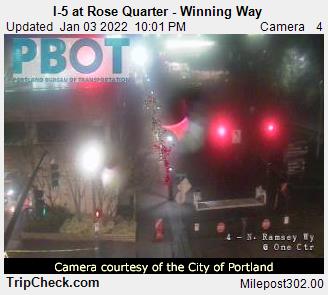 I-5 at Rose Quarter - Winning Way
Updated Jan 03 2022 10:01 PM Camera 4
PBOT
PORTLAND BUREAU OF TRANSPORTATION
4 - N. Ramsey Wy
@ One Ctr
Camera courtesy of the City of Portland
TripCheck.com Milepost302.00